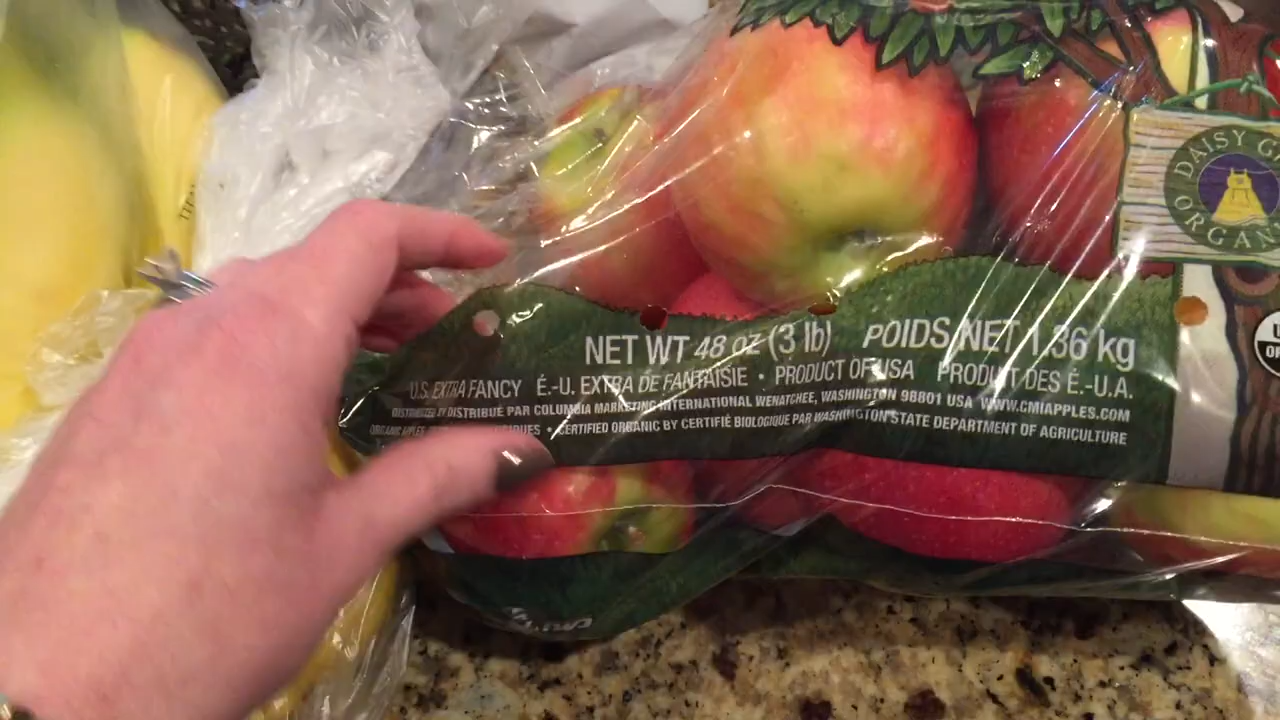 DAISY
ORGAN
NET WT 48 OZ (3 lb) POIDS NET 1.36 kg
U.S. EXTRA FANCY É.-U. EXTRA DE FANTAISIE • PRODUCT OF USA PRODUIT DES É.-U.A.
DISTRIBUTED BY DISTRIBUÉ PAR COLUMBIA MARKETING INTERNATIONAL WENATCHEE, WASHINGTON 98801 USA WWW.CMIAPPLES.COM
ORGANIC APPLES • CERTIFIED ORGANIC BY CERTIFIÉ BIOLOGIQUE PAR WASHINGTON STATE DEPARTMENT OF AGRICULTURE